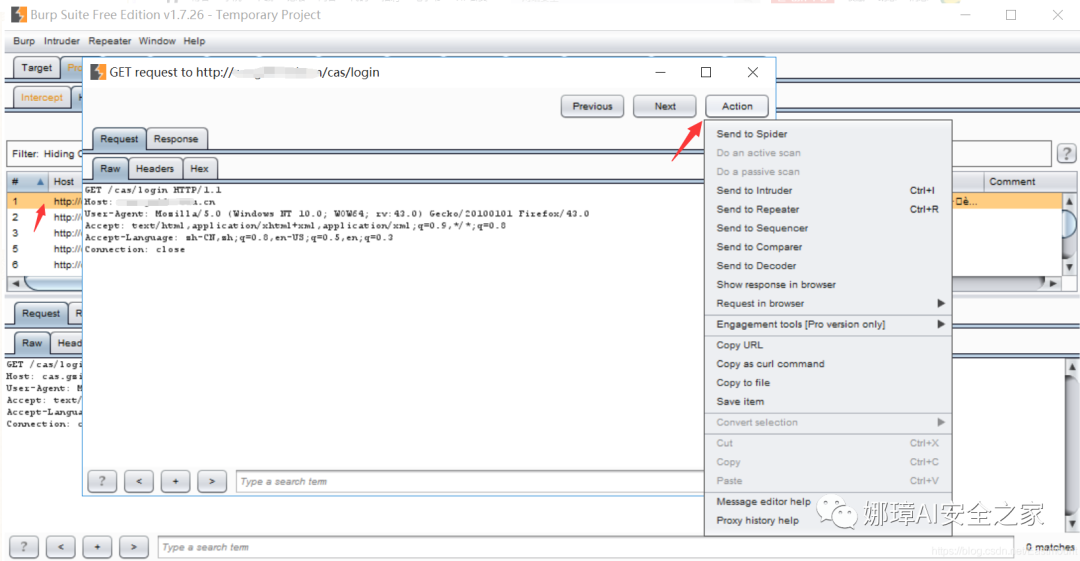 Burp Suite Free Edition v1.7.26 - Temporary Project
Burp Intruder Repeater Window Help
Target
GET request to http:// /cas/login
Intercept
Previous Next Action
Request Response
Filter: Hiding
Raw Headers Hex
# Host
Comment
1 http://
2 http://
3 http://
5 http://
6 http://
GET /cas/login HTTP/1.1
Host: .cn
User-Agent: Mozilla/5.0 (Windows NT 10.0; WOW64; rv:43.0) Gecko/20100101 Firefox/43.0
Accept: text/html,application/xhtml+xml,application/xml;q=0.9,*/*;q=0.8
Accept-Language: zh-CN,zh;q=0.8,en-US;q=0.5,en;q=0.3
Connection: close
Send to Spider
Do an active scan
Do a passive scan
Send to Intruder Ctrl+I
Send to Repeater Ctrl+R
Send to Sequencer
Send to Comparer
Send to Decoder
Show response in browser
Request in browser
Engagement tools [Pro version only]
Copy URL
Copy as curl command
Copy to file
Save item
Convert selection
Cut Ctrl+X
Copy Ctrl+C
Paste Ctrl+V
Message editor help
Proxy history help
Request
Raw
GET /cas/logi
Host: cas.gsi
User-Agent: M
Accept: text/
Accept-Langua
Connection: c
? < + > Type a search term
? < + > Type a search term
0 matches
娜璋AI安全之家